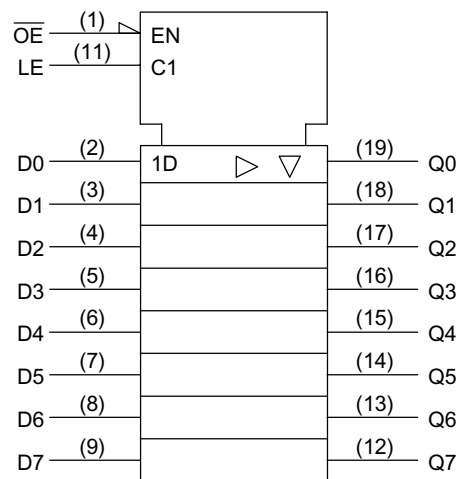 O̅E̅ (1) EN
LE (11) C1
D0 (2) 1D (19) Q0
D1 (3) (18) Q1
D2 (4) (17) Q2
D3 (5) (16) Q3
D4 (6) (15) Q4
D5 (7) (14) Q5
D6 (8) (13) Q6
D7 (9) (12) Q7